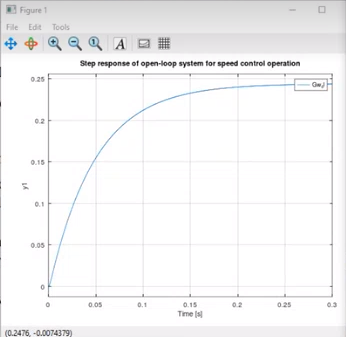 Figure 1
File Edit Tools
A
Step response of open-loop system for speed control operation
0.25
0.2
0.15
0.1
0.05
0
y1
0
0.05
0.1
0.15
0.2
0.25
0.3
Time [s]
(0.2476, -0.0074379)